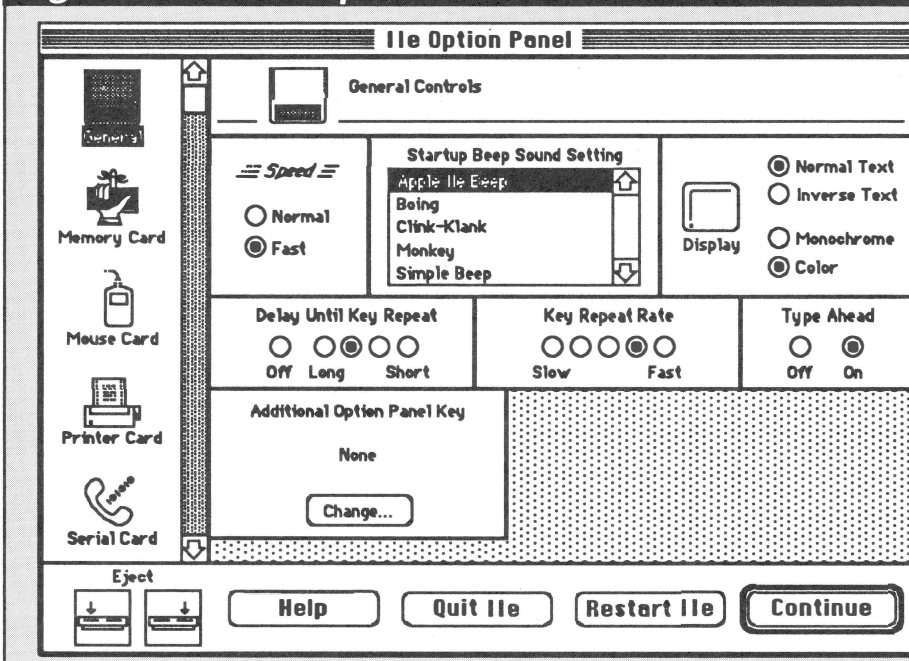 IIe Option Panel
General
General Controls
Memory Card
Mouse Card
Printer Card
Serial Card
Speed
Normal
Fast
Startup Beep Sound Setting
Apple IIe Beep
Boing
Clink-Klank
Monkey
Simple Beep
Display
Normal Text
Inverse Text
Monochrome
Color
Delay Until Key Repeat
Off Long Short
Key Repeat Rate
Slow Fast
Type Ahead
Off On
Additional Option Panel Key
None
Change...
Eject
Help
Quit IIe
Restart IIe
Continue